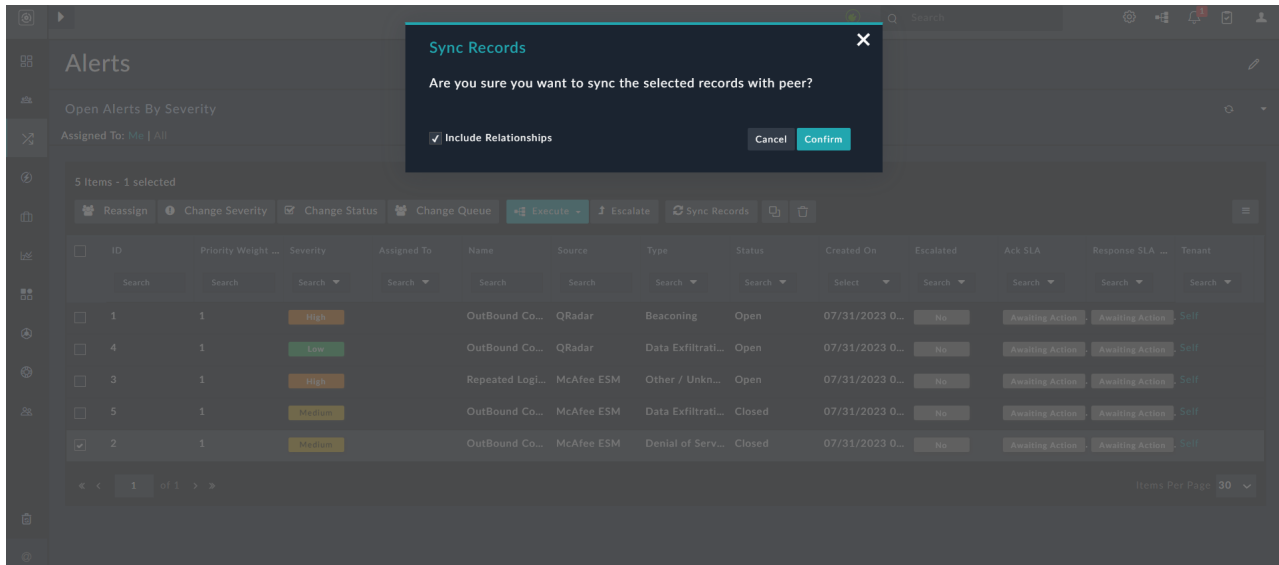 Search
1
Sync Records
Are you sure you want to sync the selected records with peer?
Include Relationships
Cancel Confirm
Alerts
Open Alerts By Severity
Assigned To: Me | All
5 Items - 1 selected
Reassign Change Severity Change Status Change Queue Execute Escalate Sync Records
ID Priority Weight ... Severity Assigned To Name Source Type Status Created On Escalated Ack SLA Response SLA ... Tenant
Search Search Search Search Search Search Search Search Select Search Search Search Search
1 1 High OutBound Co... QRadar Beaconing Open 07/31/2023 0... No Awaiting Action Awaiting Action Self
4 1 Low OutBound Co... QRadar Data Exfiltrati... Open 07/31/2023 0... No Awaiting Action Awaiting Action Self
3 1 High Repeated Logi... McAfee ESM Other / Unkn... Open 07/31/2023 0... No Awaiting Action Awaiting Action Self
5 1 Medium OutBound Co... McAfee ESM Data Exfiltrati... Closed 07/31/2023 0... No Awaiting Action Awaiting Action Self
2 1 Medium OutBound Co... McAfee ESM Denial of Serv... Closed 07/31/2023 0... No Awaiting Action Awaiting Action Self
« < 1 of 1 > » Items Per Page 30